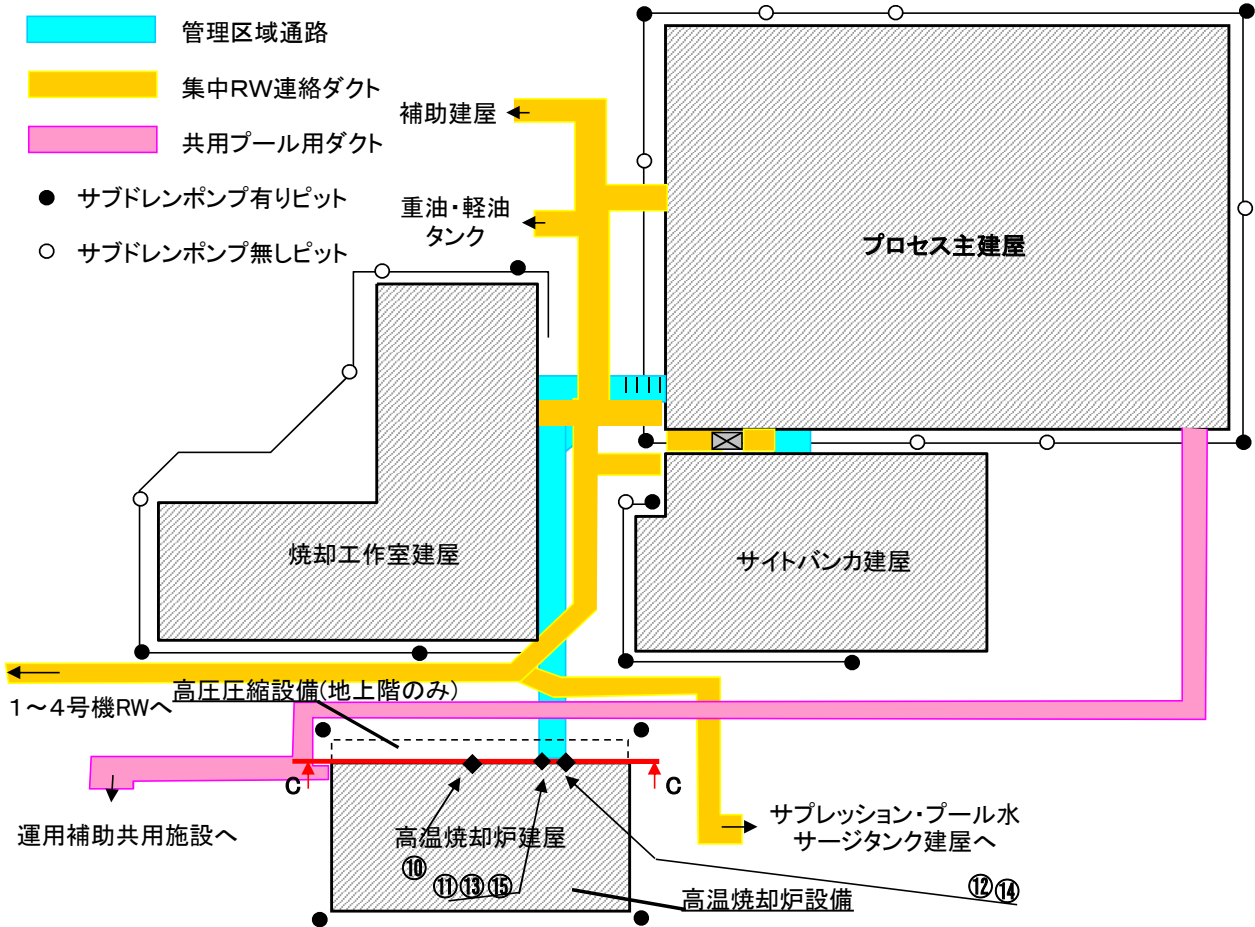 管理区域通路
集中RW連絡ダクト
共用プール用ダクト
サブドレンポンプ有りピット
サブドレンポンプ無しピット
補助建屋
重油・軽油
タンク
プロセス主建屋
焼却工作室建屋
サイトバンカ建屋
1～4号機RWへ
高圧圧縮設備(地上階のみ)
C
C
運用補助共用施設へ
高温焼却炉建屋
サプレッション・プール水
サージタンク建屋へ
⑩
⑪⑬⑮
⑫⑭
高温焼却炉設備